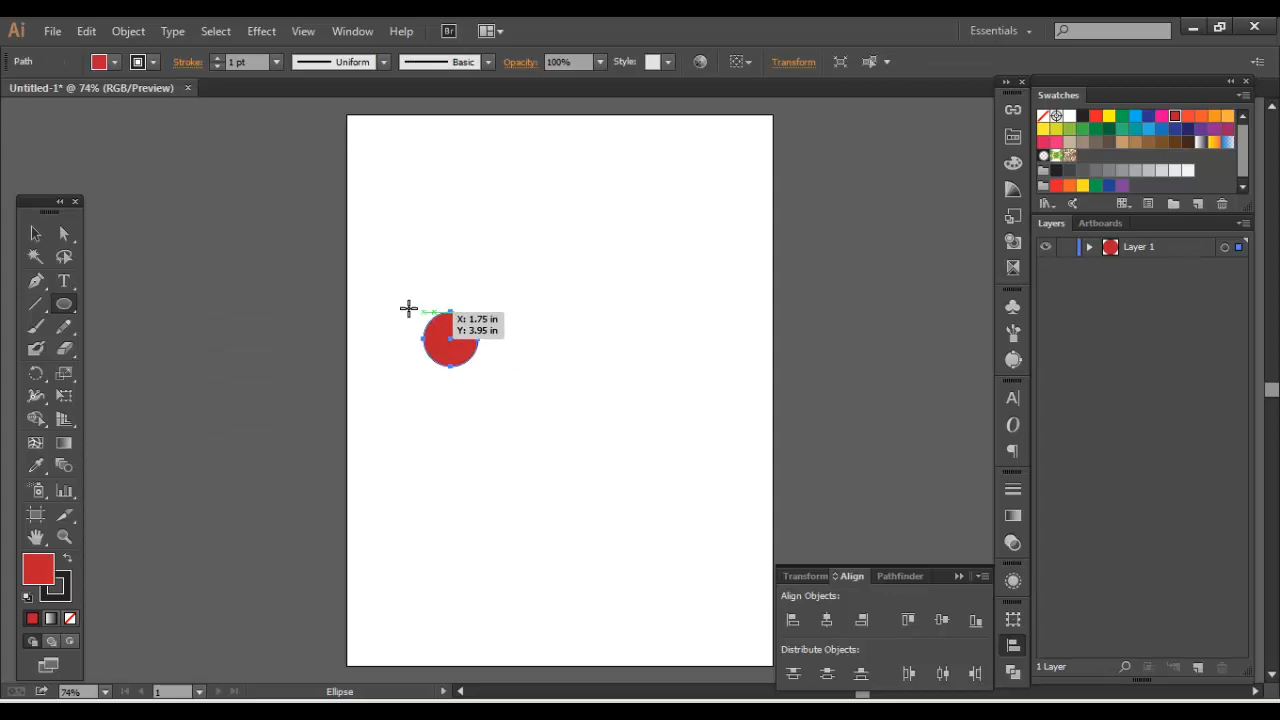 Ai File Edit Object Type Select Effect View Window Help Br Essentials
Path Stroke: 1 pt Uniform Basic Opacity: 100% Style: Transform
Untitled-1* @ 74% (RGB/Preview) ×
Swatches
Layers Artboards
Layer 1
X: 1.75 in
Y: 3.95 in
Transform Align Pathfinder
Align Objects:
Distribute Objects:
1 Layer
74% 1 Ellipse